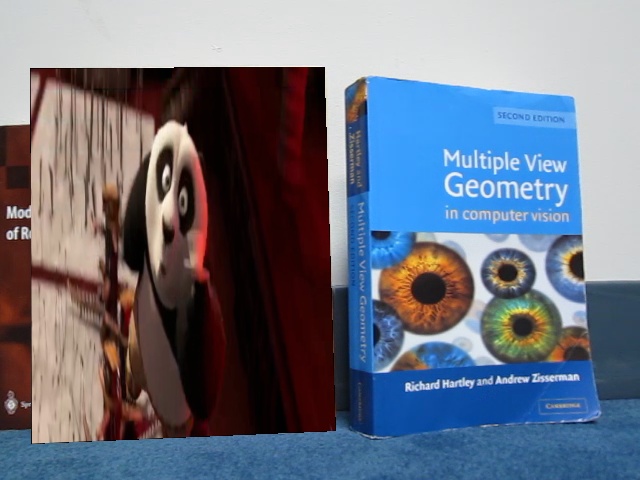 Mod
of Ro
Hartley and
Zisserman
Multiple View Geometry
SECOND EDITION
Multiple View
Geometry
in computer vision
Richard Hartley and Andrew Zisserman
CAMBRIDGE